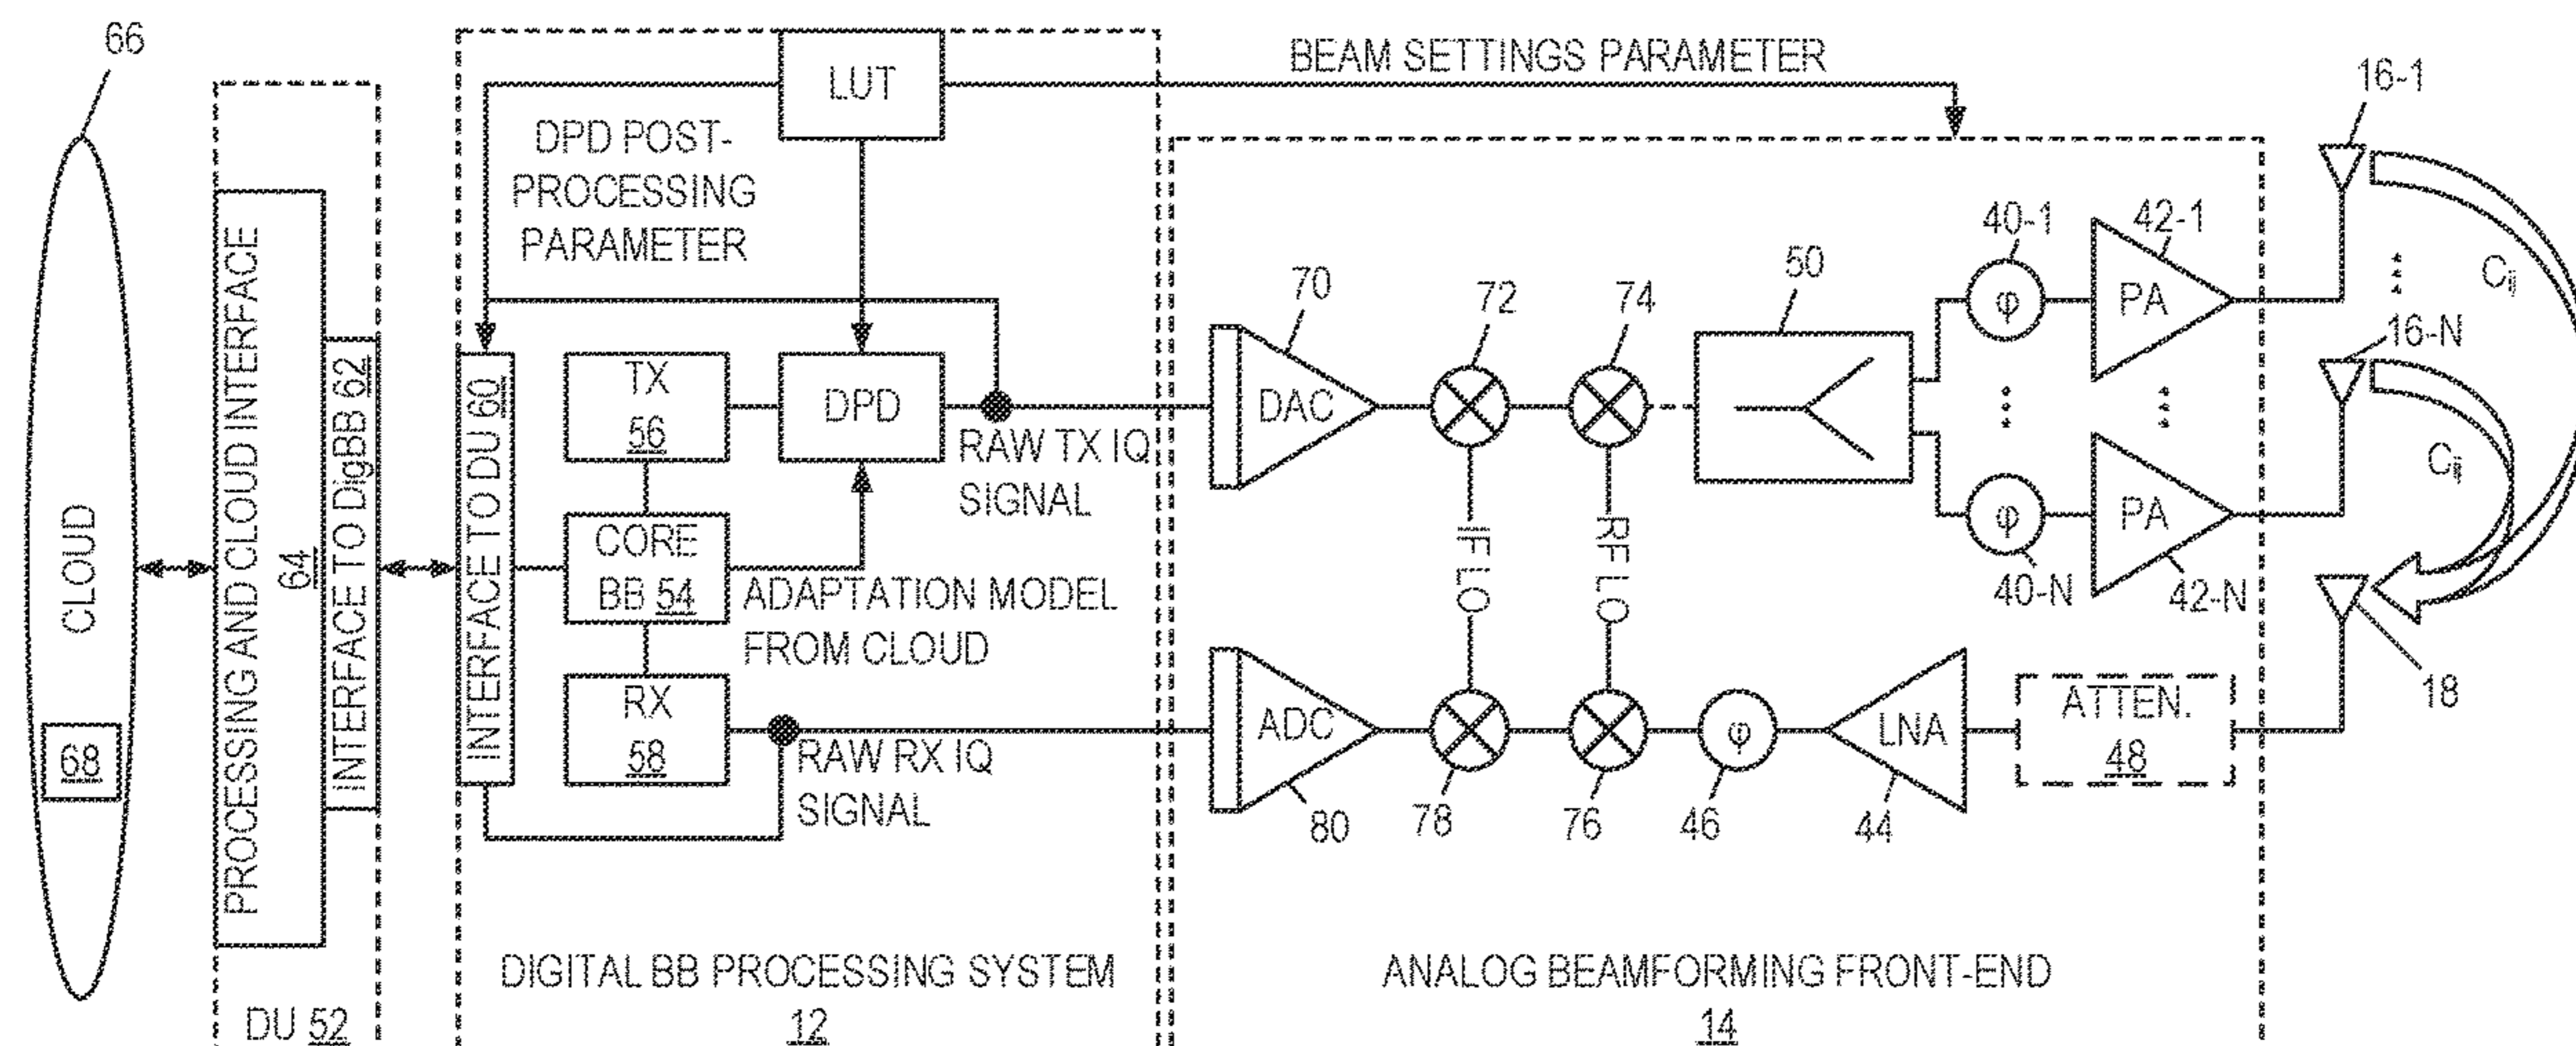 66
CLOUD
68
PROCESSING AND CLOUD INTERFACE
64
INTERFACE TO DigBB 62
DU 52
LUT
DPD POST-
PROCESSING
PARAMETER
INTERFACE TO DU 60
TX
56
DPD
RAW TX IQ
SIGNAL
CORE
BB 54
ADAPTATION MODEL
FROM CLOUD
RX
58
RAW RX IQ
SIGNAL
DIGITAL BB PROCESSING SYSTEM
12
BEAM SETTINGS PARAMETER
70
DAC
72
74
50
40-1
φ
42-1
PA
16-1
Cij
16-N
Cij
IF LO
RF LO
φ
40-N
PA
42-N
18
ADC
80
78
76
φ
46
LNA
44
ATTEN.
48
ANALOG BEAMFORMING FRONT-END
14